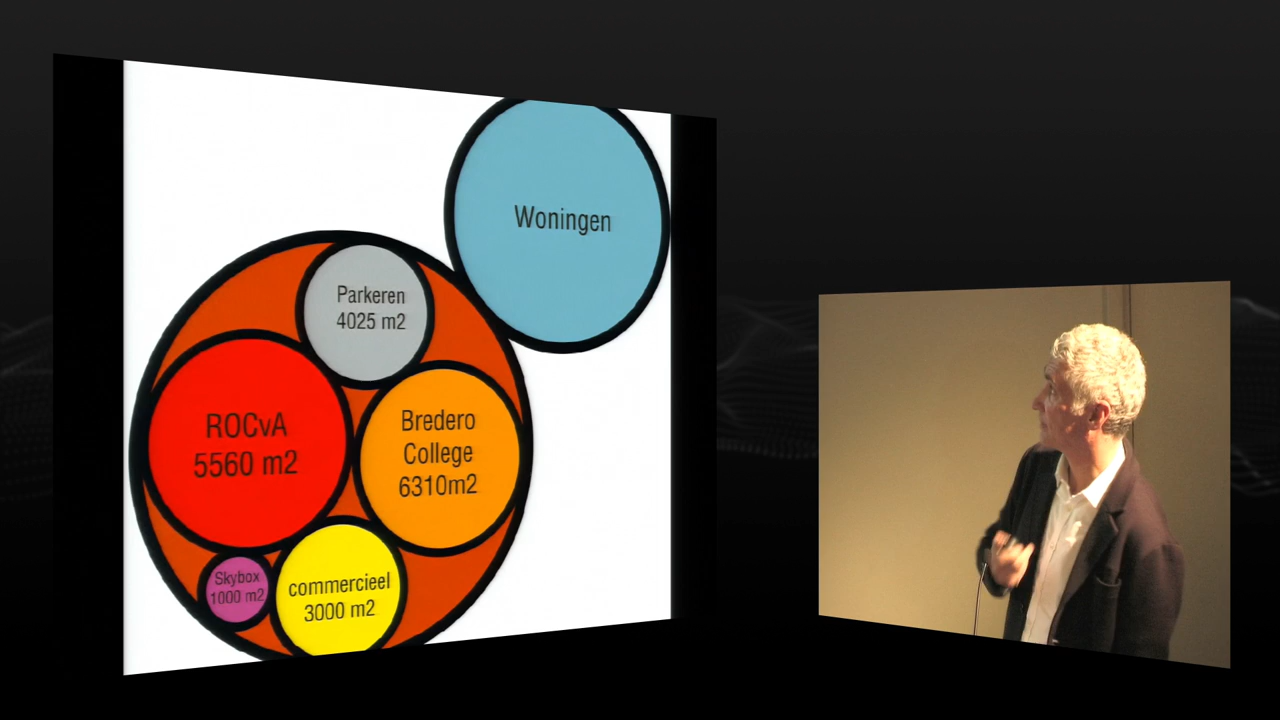 Woningen
Parkeren
4025 m2
ROCvA
5560 m2
Bredero
College
6310m2
Skybox
1000 m2
commercieel
3000 m2